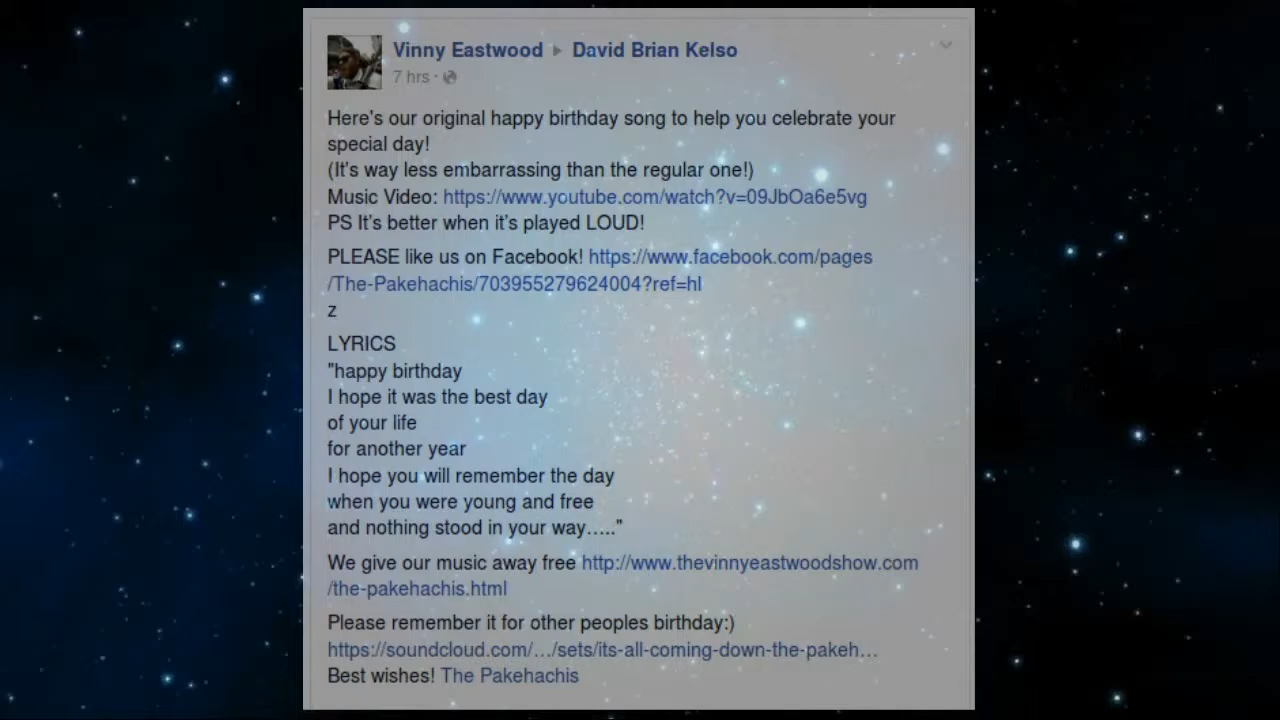 Vinny Eastwood ▸ David Brian Kelso
7 hrs ·
Here's our original happy birthday song to help you celebrate your
special day!
(It's way less embarrassing than the regular one!)
Music Video: https://www.youtube.com/watch?v=09JbOa6e5vg
PS It's better when it's played LOUD!
PLEASE like us on Facebook! https://www.facebook.com/pages
/The-Pakehachis/703955279624004?ref=hl
z
LYRICS
"happy birthday
I hope it was the best day
of your life
for another year
I hope you will remember the day
when you were young and free
and nothing stood in your way....."
We give our music away free http://www.thevinnyeastwoodshow.com
/the-pakehachis.html
Please remember it for other peoples birthday:)
https://soundcloud.com/…/sets/its-all-coming-down-the-pakeh…
Best wishes! The Pakehachis